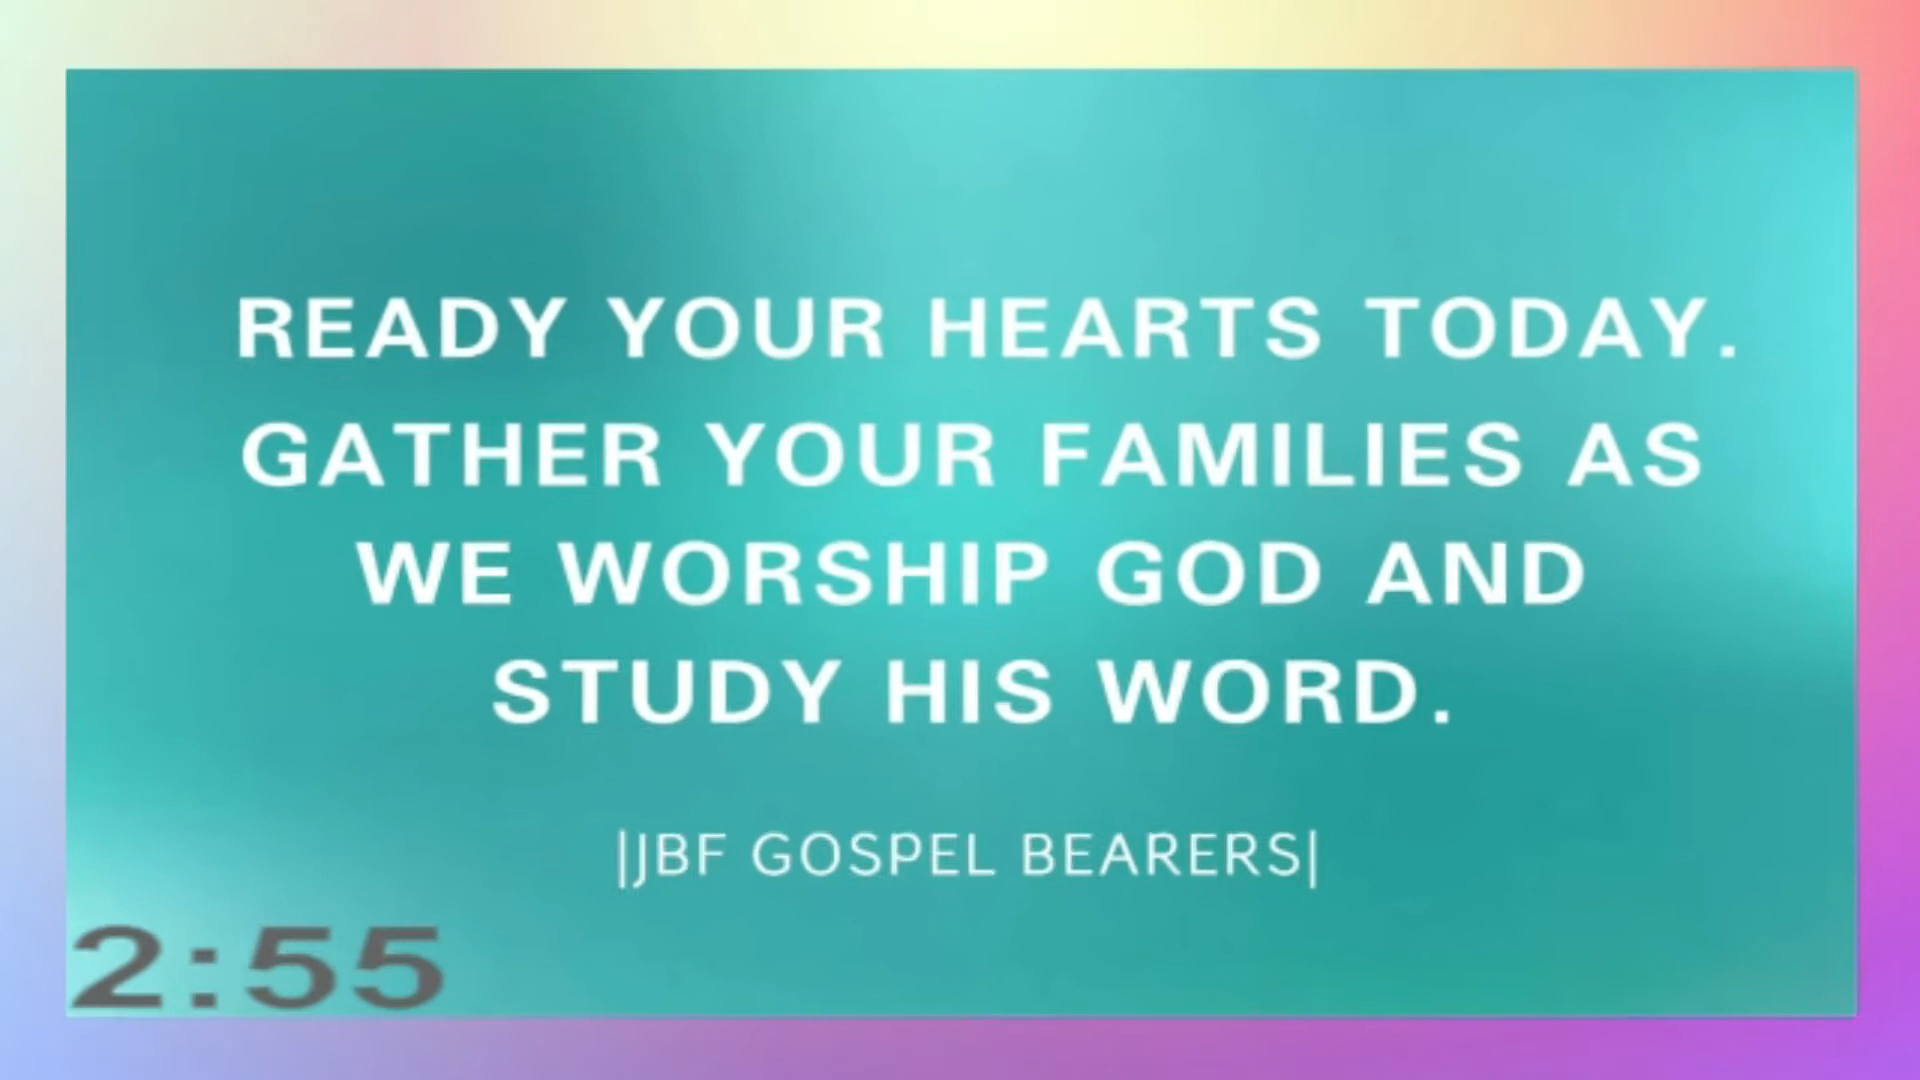 READY YOUR HEARTS TODAY.
GATHER YOUR FAMILIES AS
WE WORSHIP GOD AND
STUDY HIS WORD.
|JBF GOSPEL BEARERS|
2:55